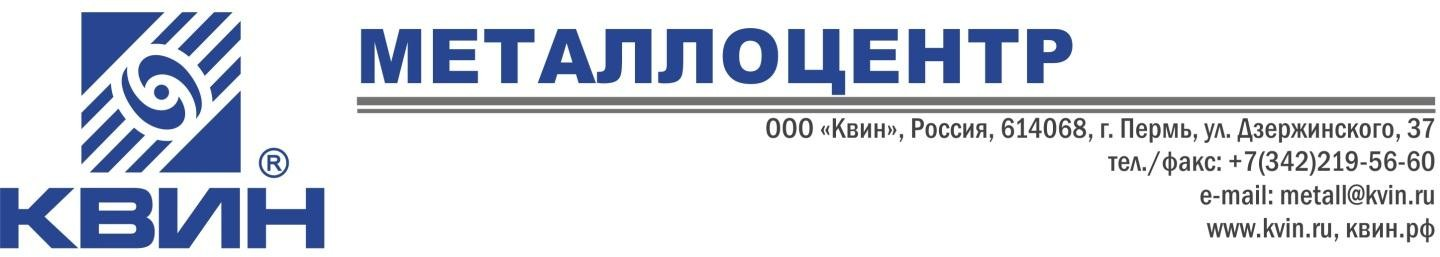 МЕТАЛЛОЦЕНТР
ООО «Квин», Россия, 614068, г. Пермь, ул. Дзержинского, 37
тел./факс: +7(342)219-56-60
e-mail: metall@kvin.ru
www.kvin.ru, квин.рф
®
КВИН